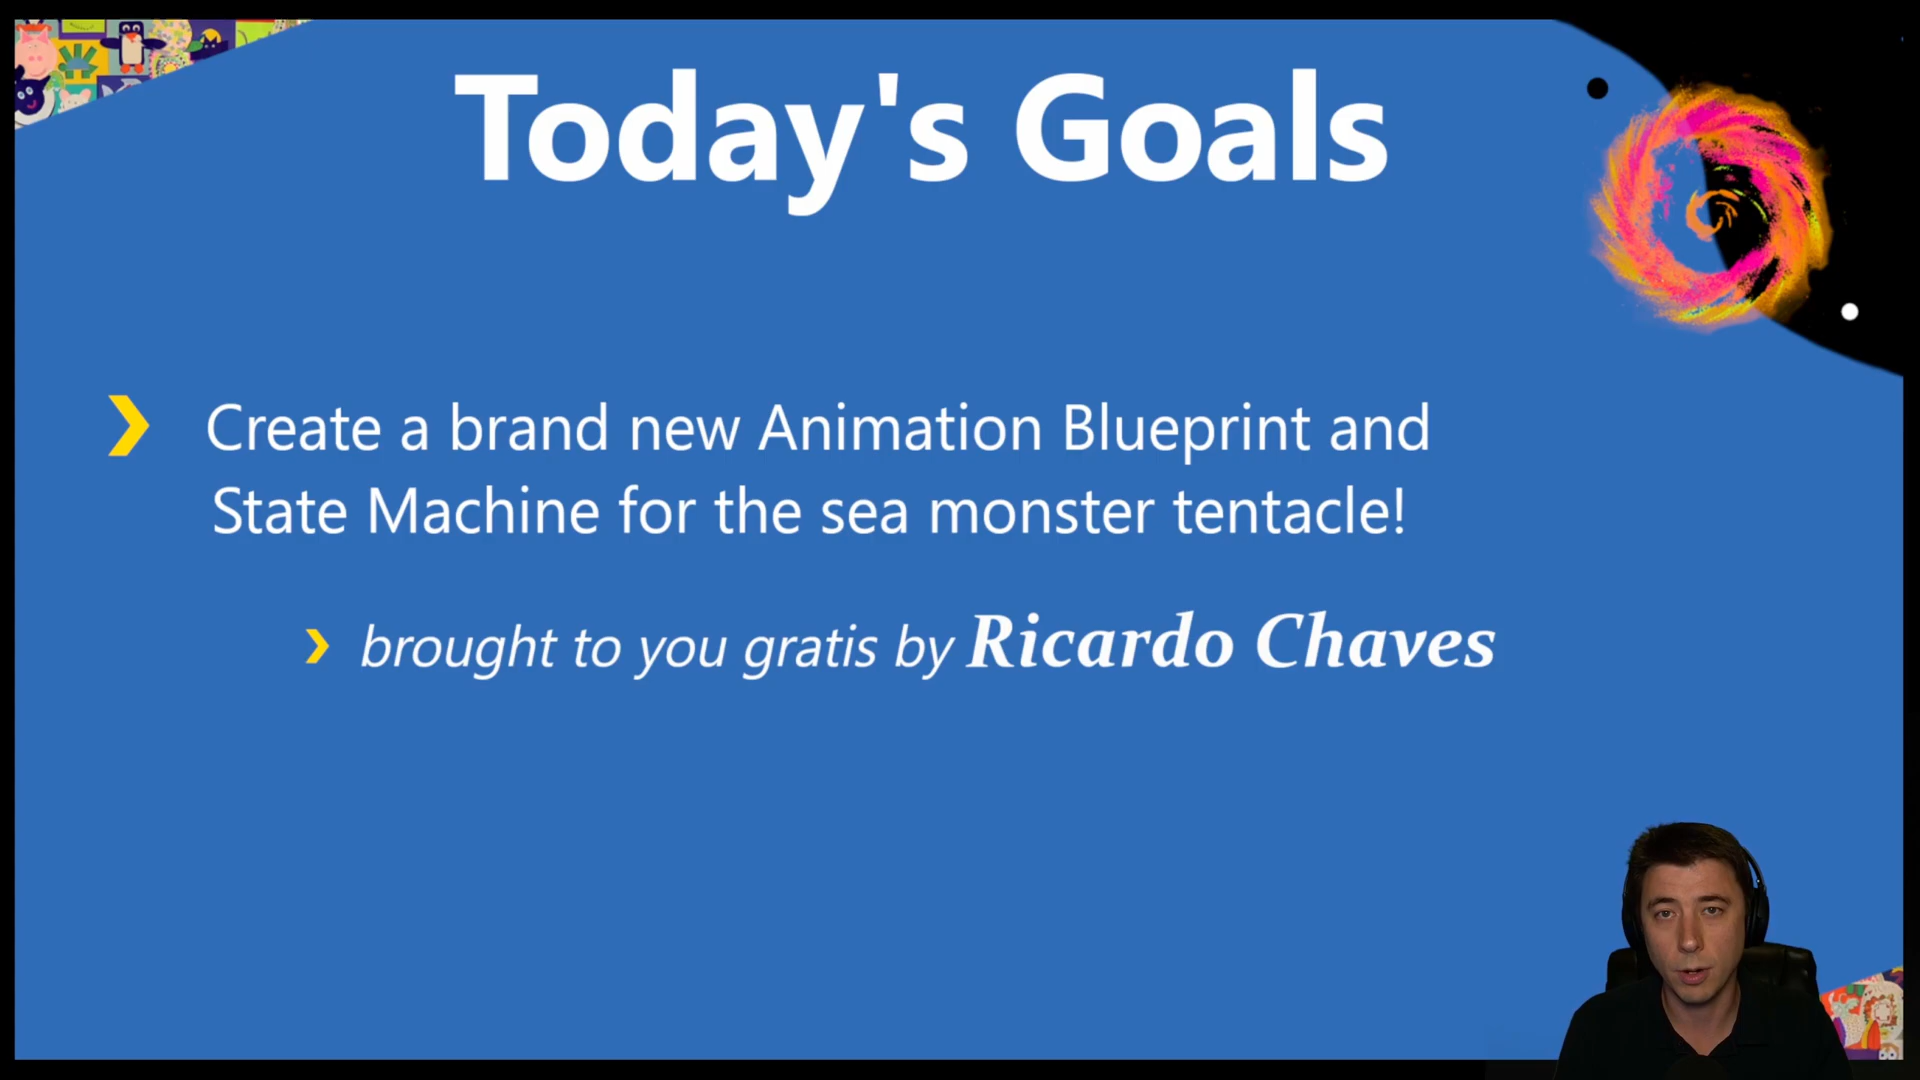 Today's Goals
Create a brand new Animation Blueprint and
State Machine for the sea monster tentacle!
brought to you gratis by Ricardo Chaves